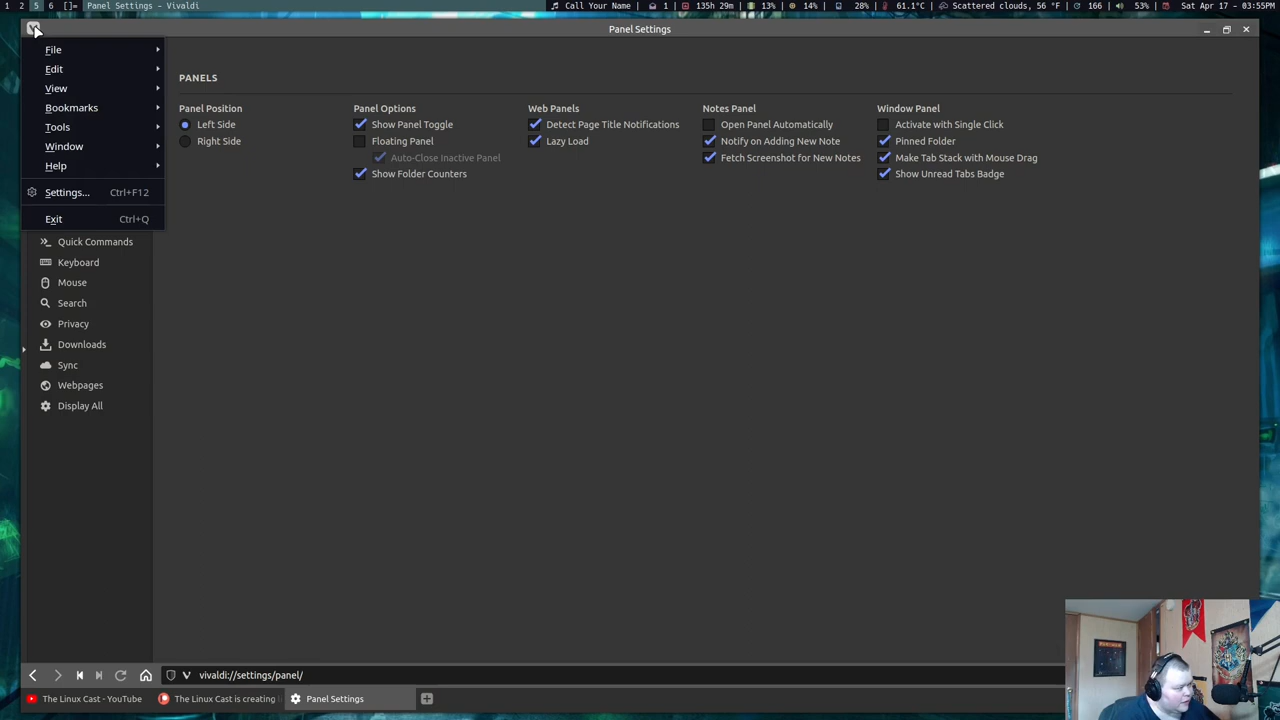 1 2 5 6 []= Panel Settings - Vivaldi
Call Your Name 1 135h 29m 13% 14% 28% 61.1°C Scattered clouds, 56 °F 166 53% Sat Apr 17 - 03:55PM
Panel Settings
File
Edit
View
Bookmarks
Tools
Window
Help
Settings... Ctrl+F12
Exit Ctrl+Q
Quick Commands
Keyboard
Mouse
Search
Privacy
Downloads
Sync
Webpages
Display All
PANELS
Panel Position
Left Side
Right Side
Panel Options
Show Panel Toggle
Floating Panel
Auto-Close Inactive Panel
Show Folder Counters
Web Panels
Detect Page Title Notifications
Lazy Load
Notes Panel
Open Panel Automatically
Notify on Adding New Note
Fetch Screenshot for New Notes
Window Panel
Activate with Single Click
Pinned Folder
Make Tab Stack with Mouse Drag
Show Unread Tabs Badge
vivaldi://settings/panel/
The Linux Cast - YouTube
The Linux Cast is creating
Panel Settings